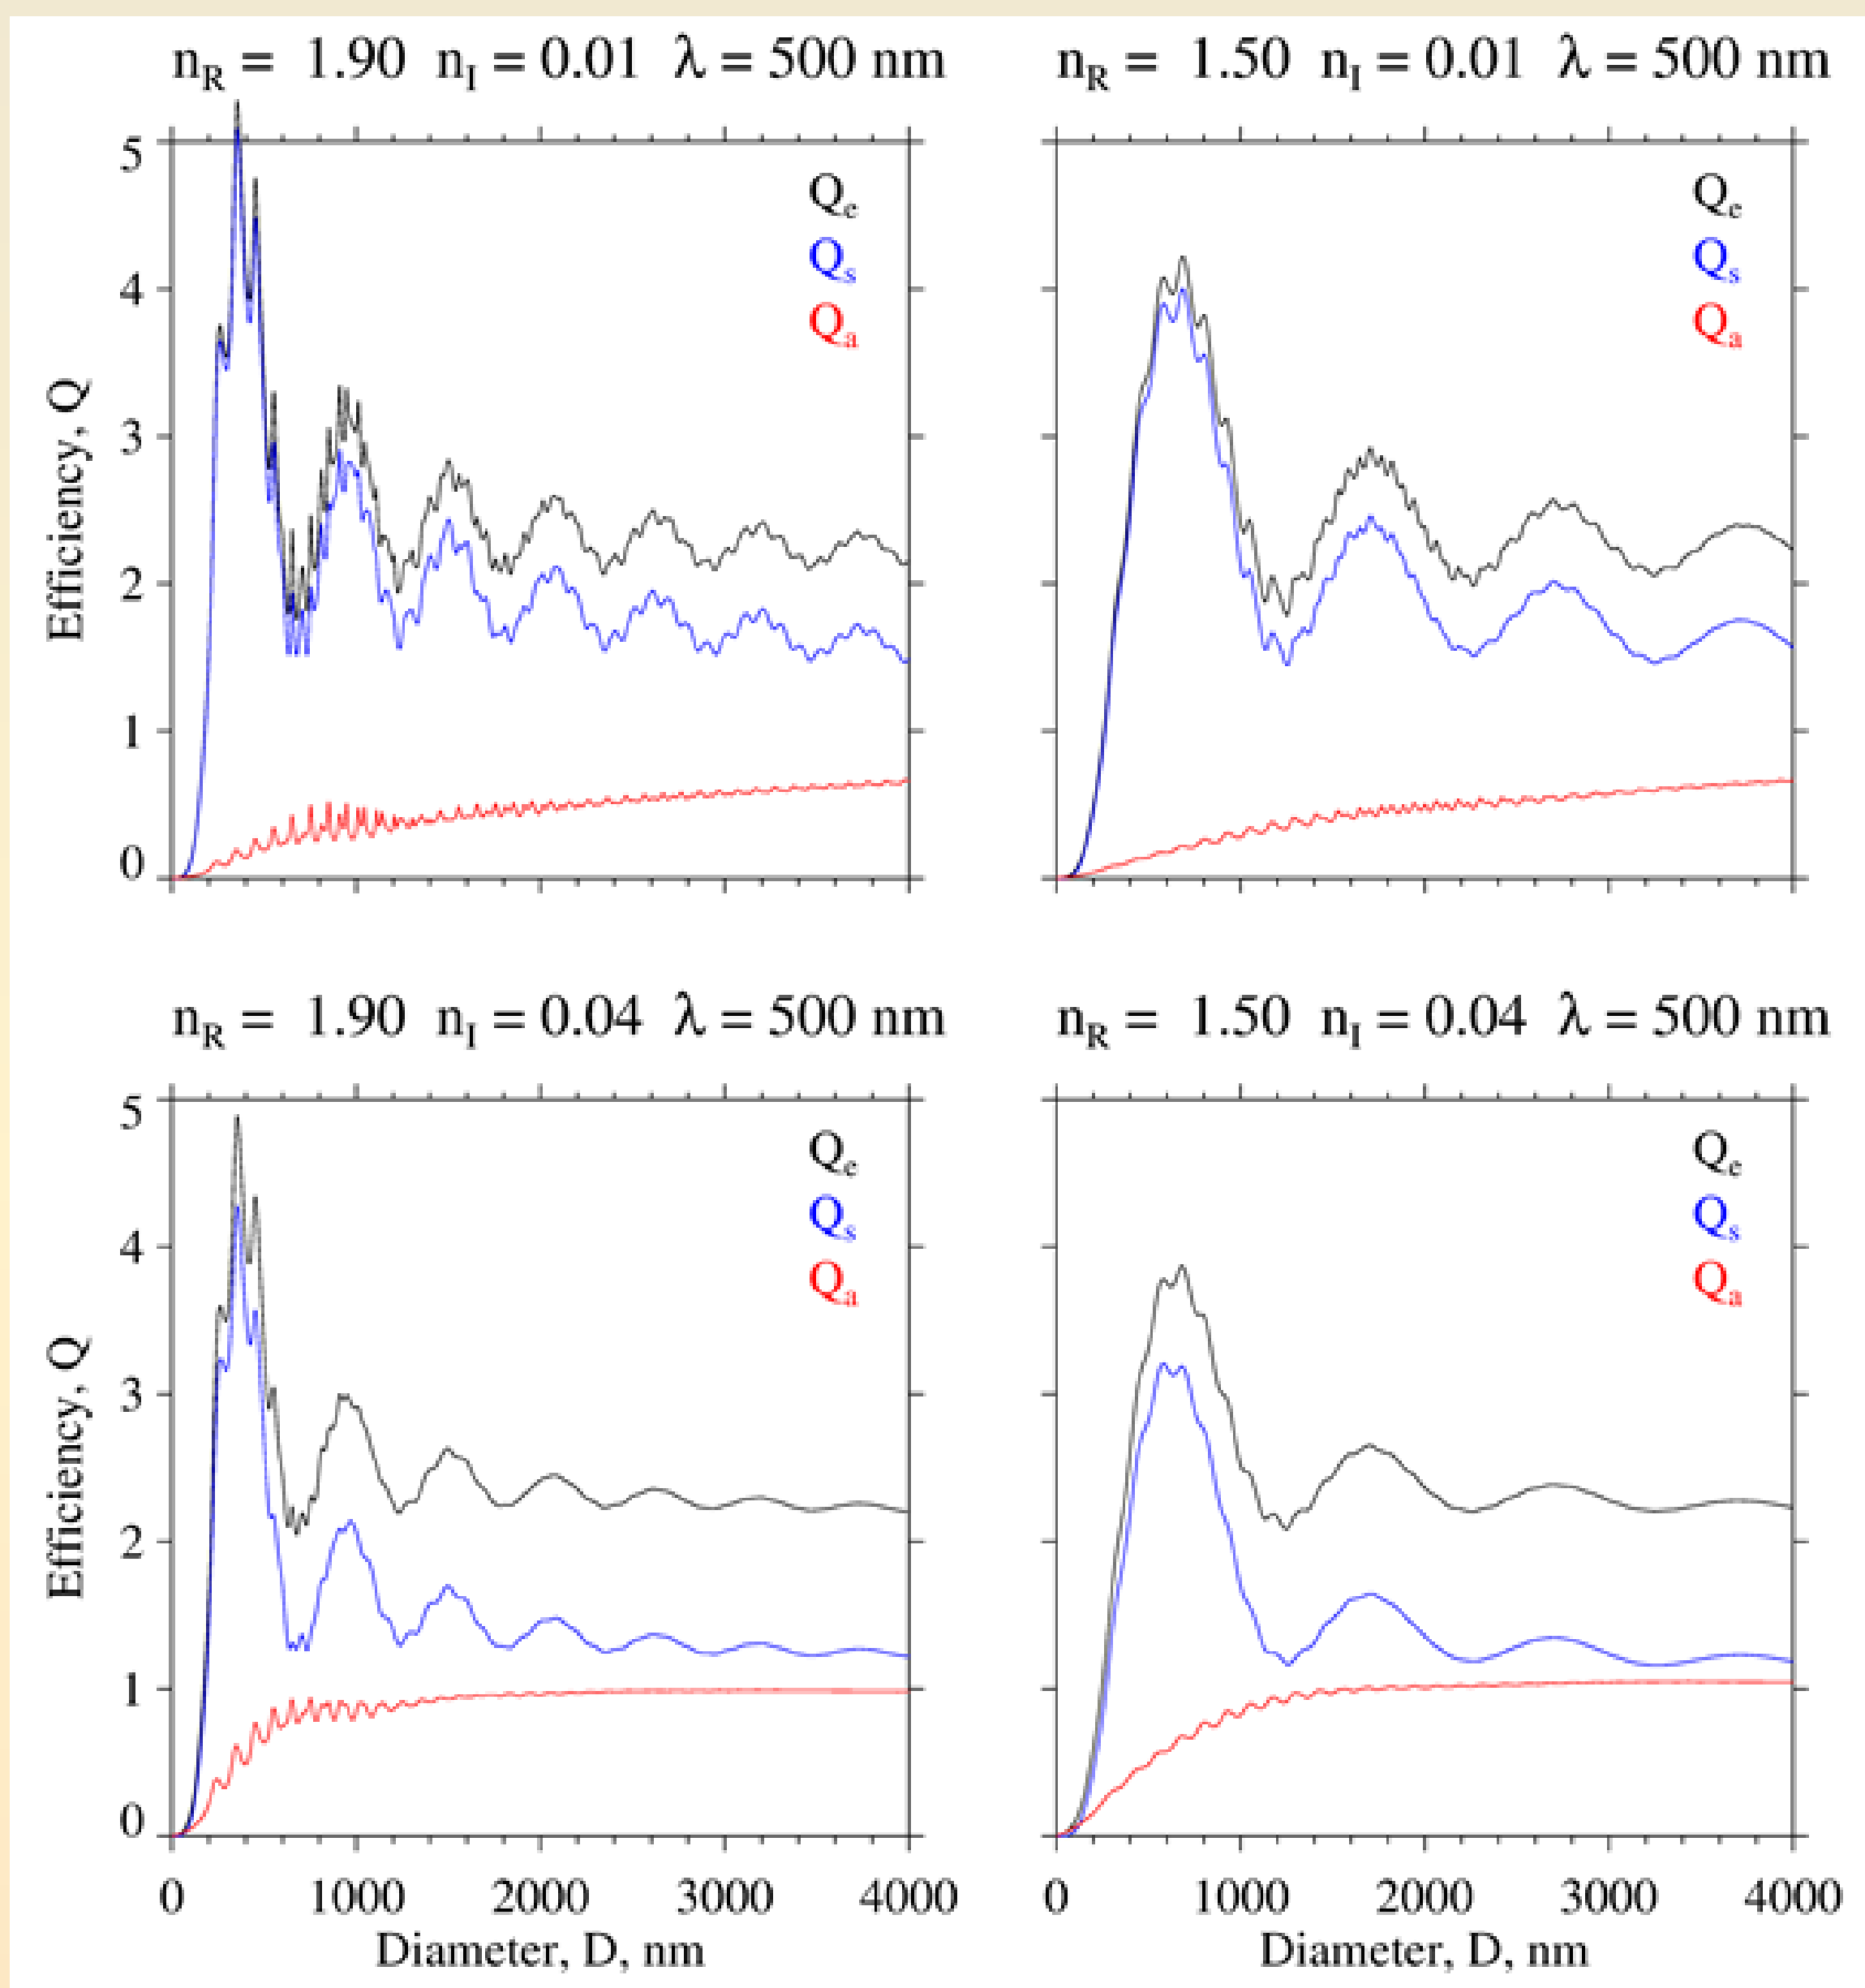 n_R = 1.90 n_I = 0.01 λ = 500 nm
5
4
3
2
1
0
Efficiency, Q
Q_e
Q_s
Q_a
n_R = 1.50 n_I = 0.01 λ = 500 nm
Q_e
Q_s
Q_a
n_R = 1.90 n_I = 0.04 λ = 500 nm
5
4
3
2
1
0
Efficiency, Q
Q_e
Q_s
Q_a
0 1000 2000 3000 4000
Diameter, D, nm
n_R = 1.50 n_I = 0.04 λ = 500 nm
Q_e
Q_s
Q_a
0 1000 2000 3000 4000
Diameter, D, nm